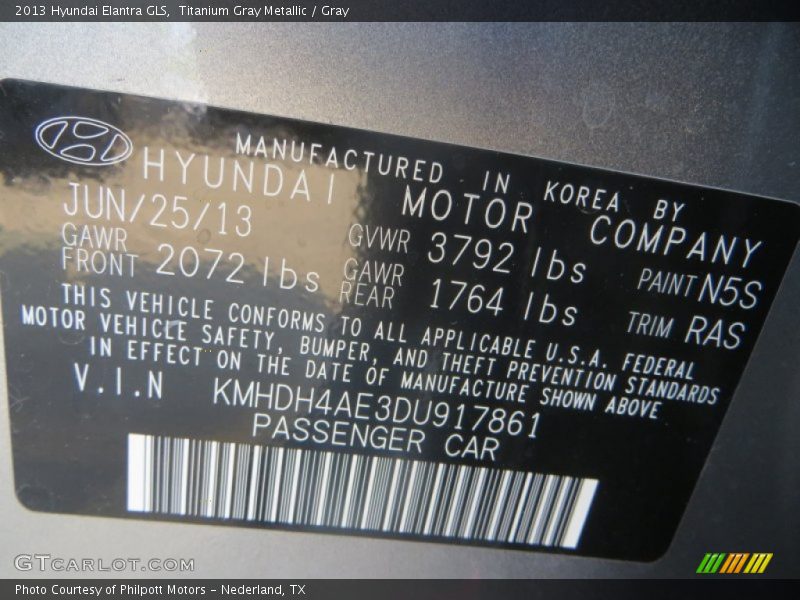 2013 Hyundai Elantra GLS, Titanium Gray Metallic / Gray
MANUFACTURED IN KOREA BY
HYUNDAI MOTOR COMPANY
JUN/25/13 GVWR 3792 lbs PAINT N5S
GAWR FRONT 2072 lbs GAWR REAR 1764 lbs TRIM RAS
THIS VEHICLE CONFORMS TO ALL APPLICABLE U.S.A. FEDERAL
MOTOR VEHICLE SAFETY, BUMPER, AND THEFT PREVENTION STANDARDS
IN EFFECT ON THE DATE OF MANUFACTURE SHOWN ABOVE
V.I.N KMHDH4AE3DU917861
PASSENGER CAR
GTCARLOT.COM
Photo Courtesy of Philpott Motors – Nederland, TX